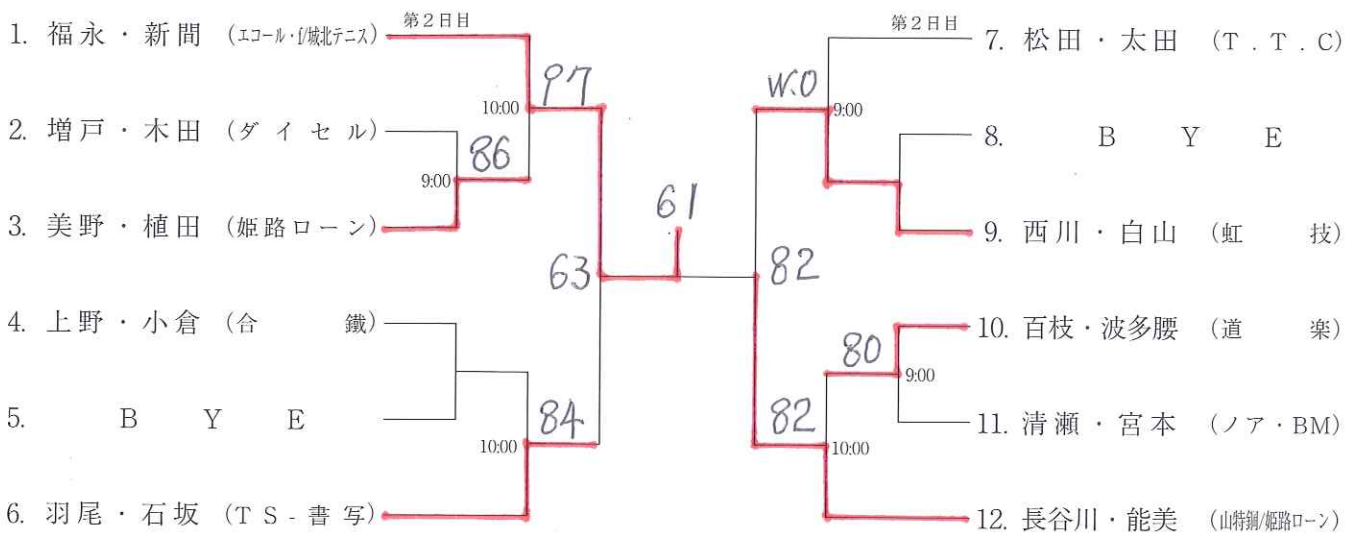 第2日目
1. 福永・新間 (エコール・f/城北テニス)
97
10:00
2. 増戸・木田 (ダイセル)
86
9:00
3. 美野・植田 (姫路ローン)
63
61
4. 上野・小倉 (合 鐵)
5. B Y E
84
10:00
6. 羽尾・石坂 (TS-書写)
第2日目
7. 松田・太田 (T.T.C)
W.O
9:00
8. B Y E
9. 西川・白山 (虹 技)
82
10. 百枝・波多腰 (道 楽)
80
9:00
11. 清瀬・宮本 (ノア・BM)
82
10:00
12. 長谷川・能美 (山特鋼/姫路ローン)